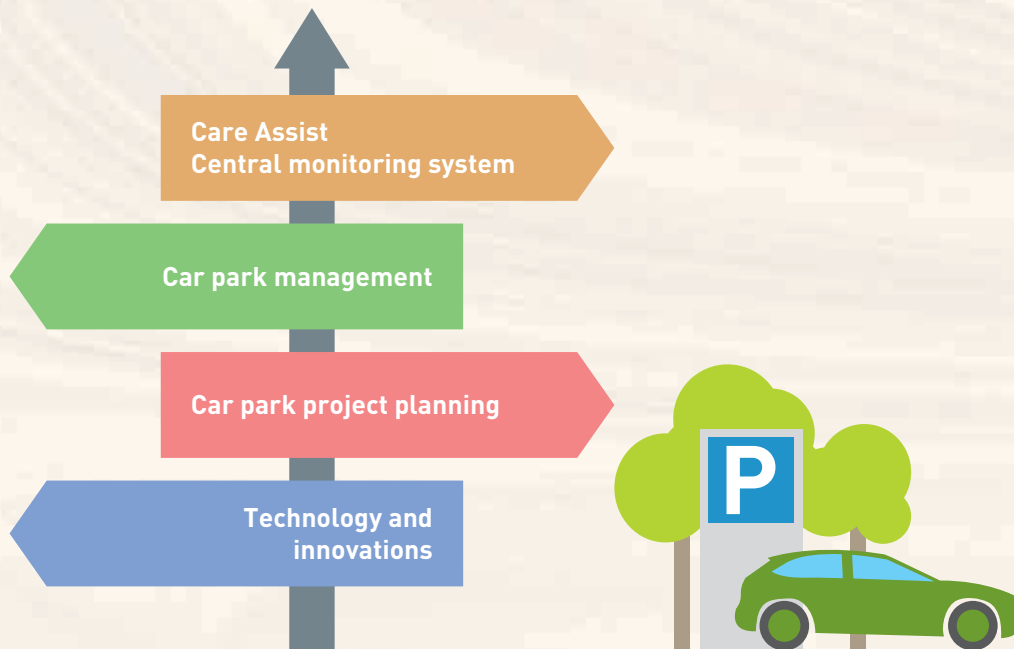 Care Assist
Central monitoring system
Car park management
Car park project planning
Technology and
innovations
P